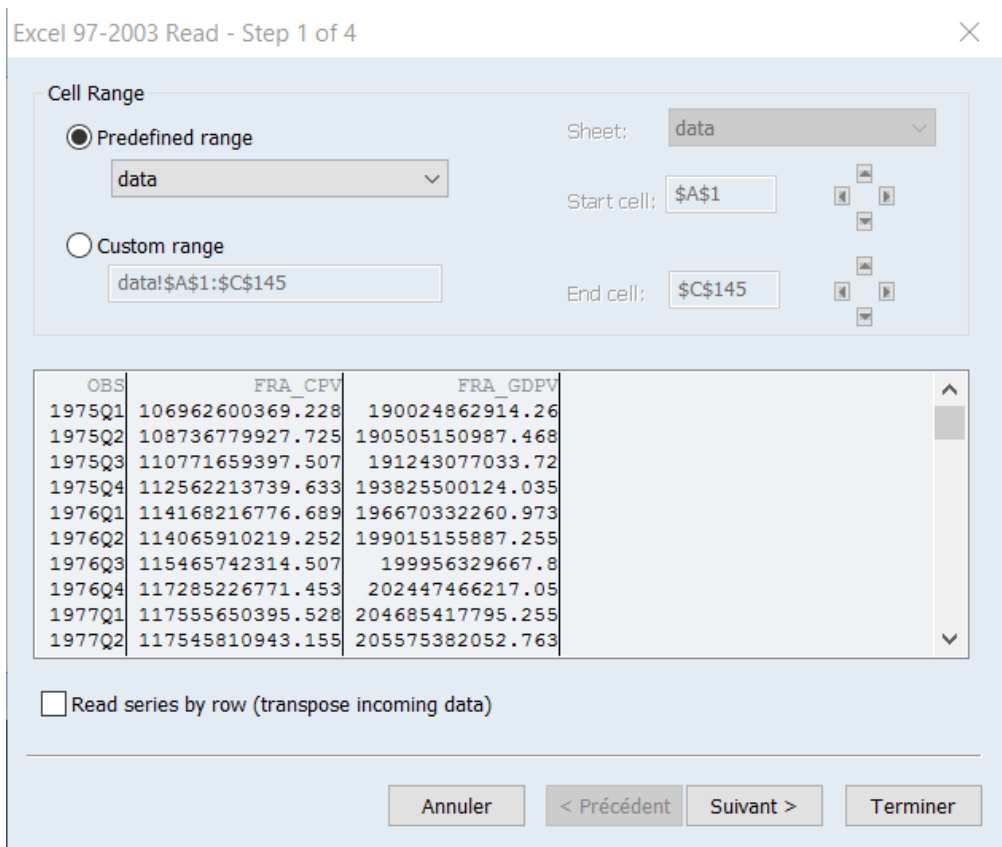 Excel 97-2003 Read - Step 1 of 4
Cell Range
Predefined range
data
Custom range
data!$A$1:$C$145
Sheet: data
Start cell: $A$1
End cell: $C$145
OBS FRA_CPV FRA_GDPV
1975Q1 106962600369.228 190024862914.26
1975Q2 108736779927.725 190505150987.468
1975Q3 110771659397.507 191243077033.72
1975Q4 112562213739.633 193825500124.035
1976Q1 114168216776.689 196670332260.973
1976Q2 114065910219.252 199015155887.255
1976Q3 115465742314.507 199956329667.8
1976Q4 117285226771.453 202447466217.05
1977Q1 117555650395.528 204685417795.255
1977Q2 117545810943.155 205575382052.763
Read series by row (transpose incoming data)
Annuler < Précédent Suivant > Terminer